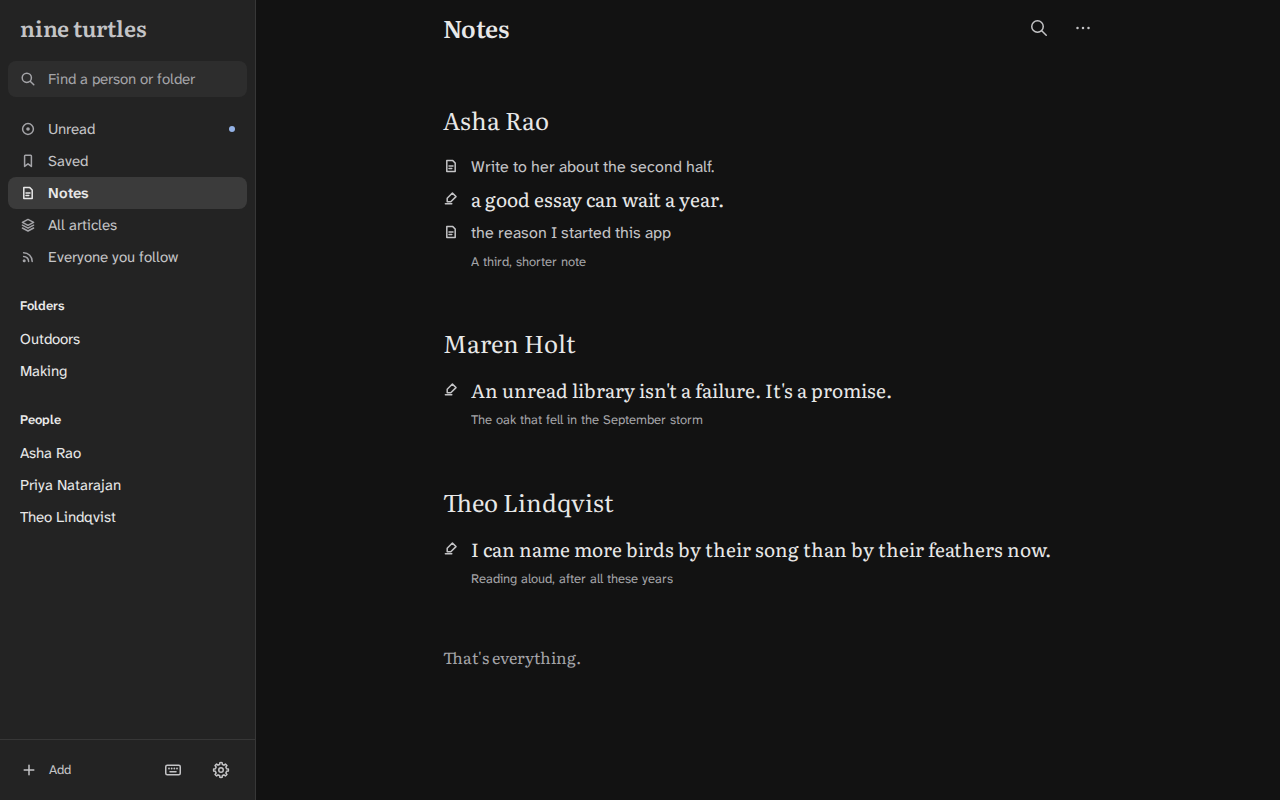 nine turtles
Find a person or folder
Unread
Saved
Notes
All articles
Everyone you follow
Folders
Outdoors
Making
People
Asha Rao
Priya Natarajan
Theo Lindqvist
Add
Notes
Asha Rao
Write to her about the second half.
a good essay can wait a year.
the reason I started this app
A third, shorter note
Maren Holt
An unread library isn't a failure. It's a promise.
The oak that fell in the September storm
Theo Lindqvist
I can name more birds by their song than by their feathers now.
Reading aloud, after all these years
That's everything.